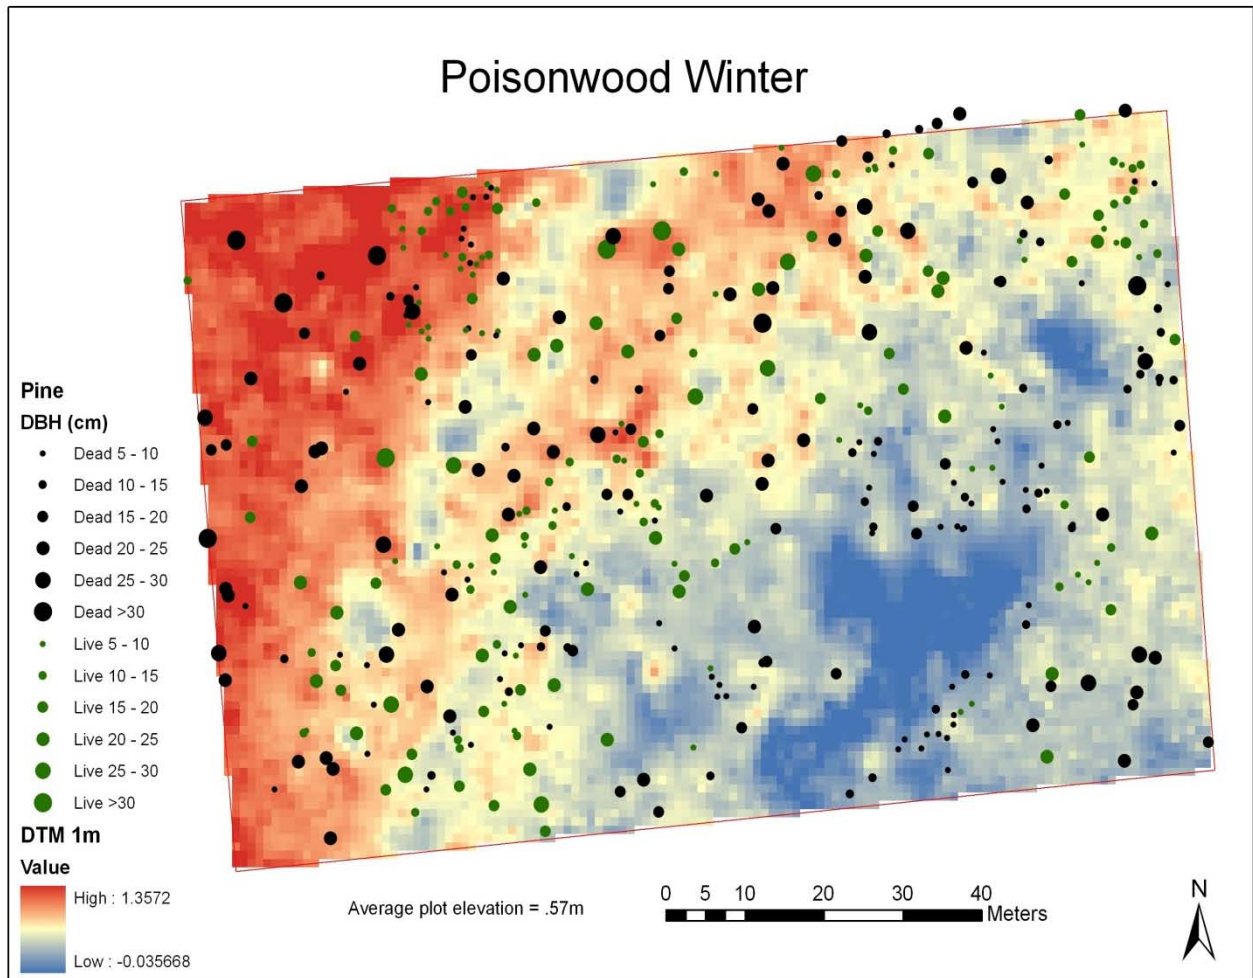 Poisonwood Winter
Pine
DBH (cm)
Dead 5 - 10
Dead 10 - 15
Dead 15 - 20
Dead 20 - 25
Dead 25 - 30
Dead >30
Live 5 - 10
Live 10 - 15
Live 15 - 20
Live 20 - 25
Live 25 - 30
Live >30
DTM 1m
Value
High : 1.3572
Low : -0.035668
Average plot elevation = .57m
0 5 10 20 30 40
Meters
N